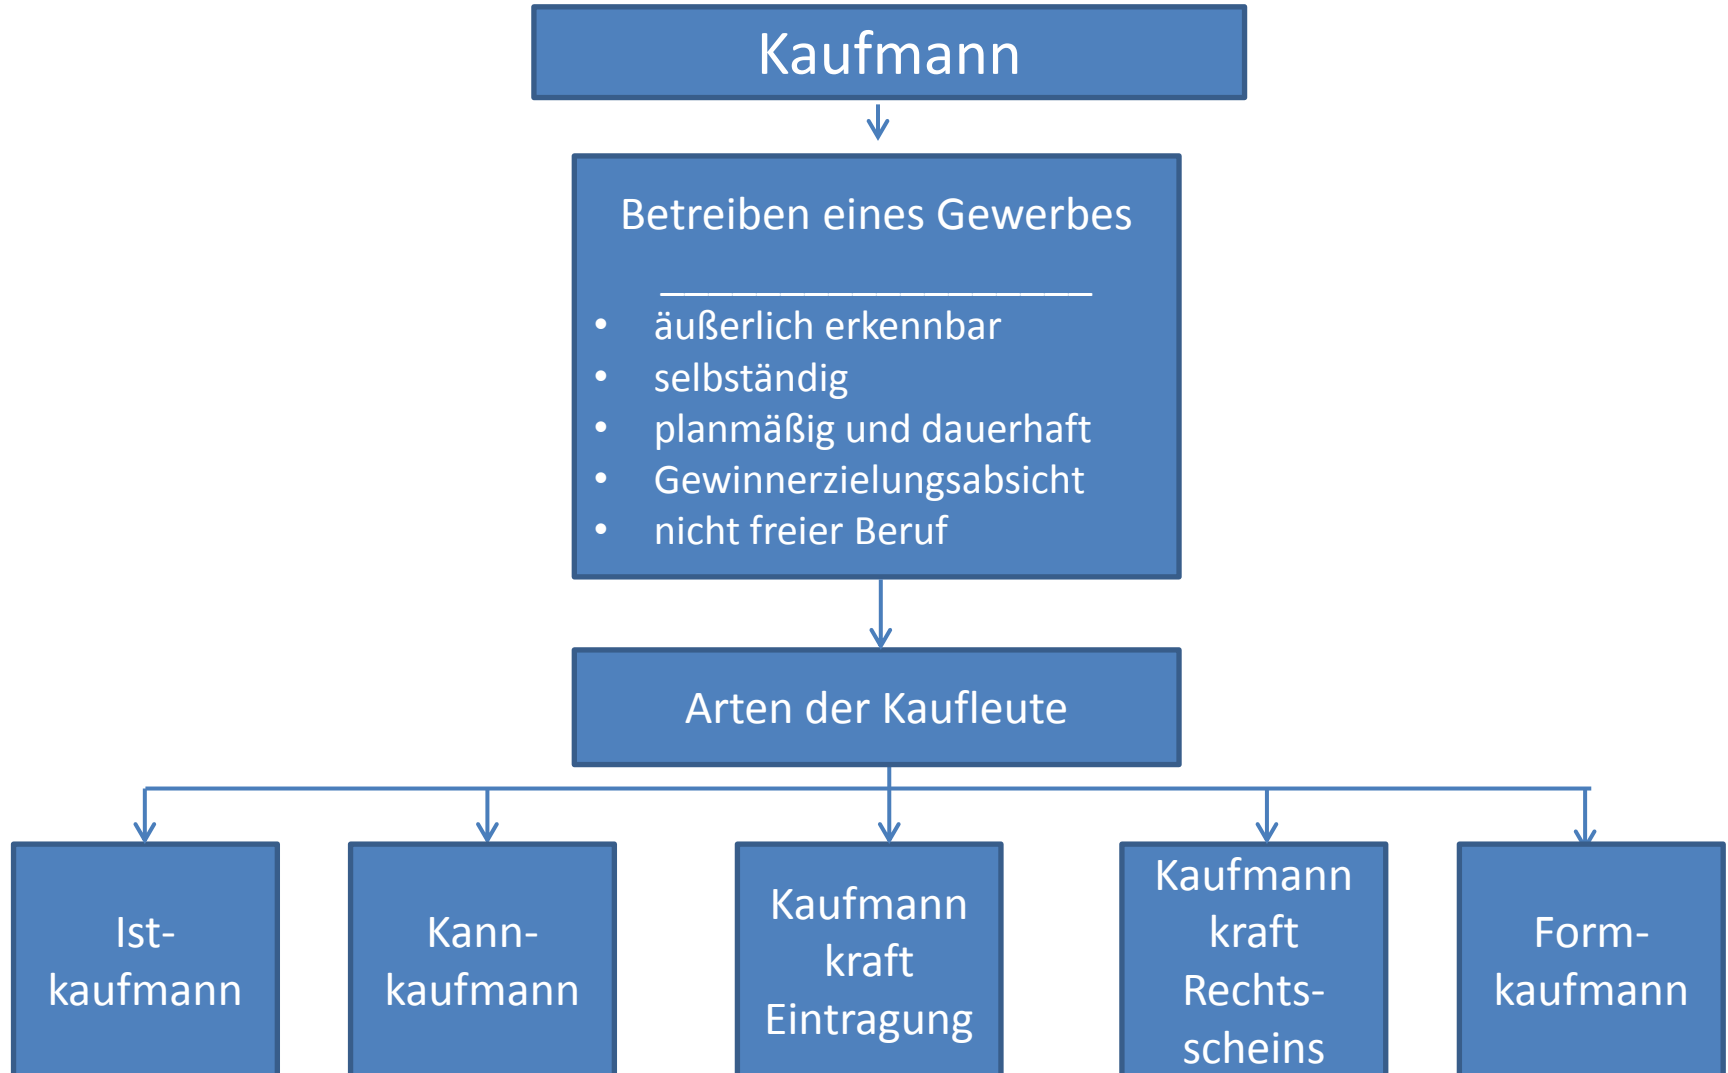 Kaufmann
Betreiben eines Gewerbes
__________________
• äußerlich erkennbar
• selbständig
• planmäßig und dauerhaft
• Gewinnerzielungsabsicht
• nicht freier Beruf
Arten der Kaufleute
Ist-
kaufmann
Kann-
kaufmann
Kaufmann
kraft
Eintragung
Kaufmann
kraft
Rechts-
scheins
Form-
kaufmann